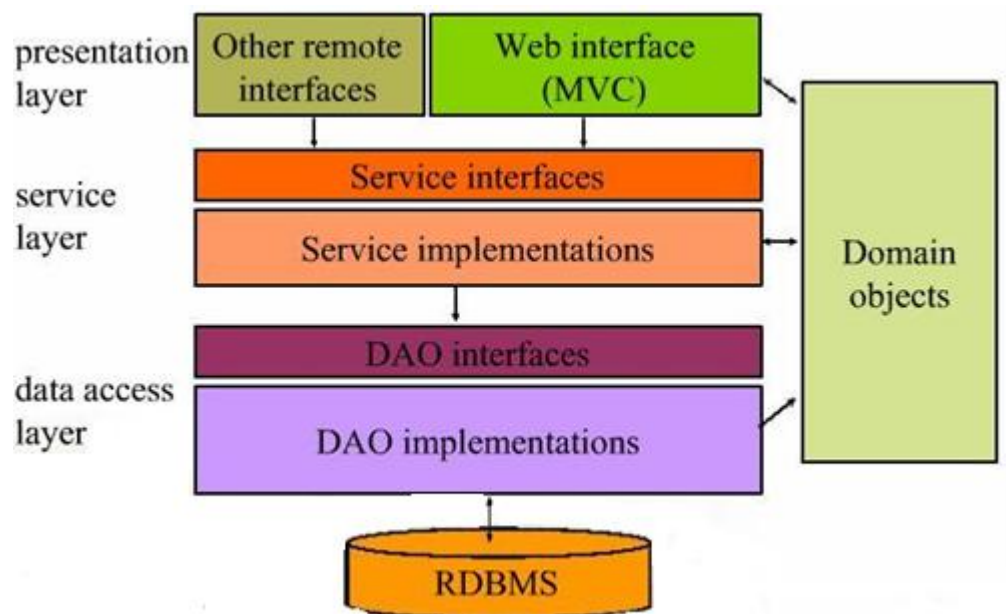 presentation
layer
Other remote
interfaces
Web interface
(MVC)
service
layer
Service interfaces
Service implementations
Domain
objects
data access
layer
DAO interfaces
DAO implementations
RDBMS